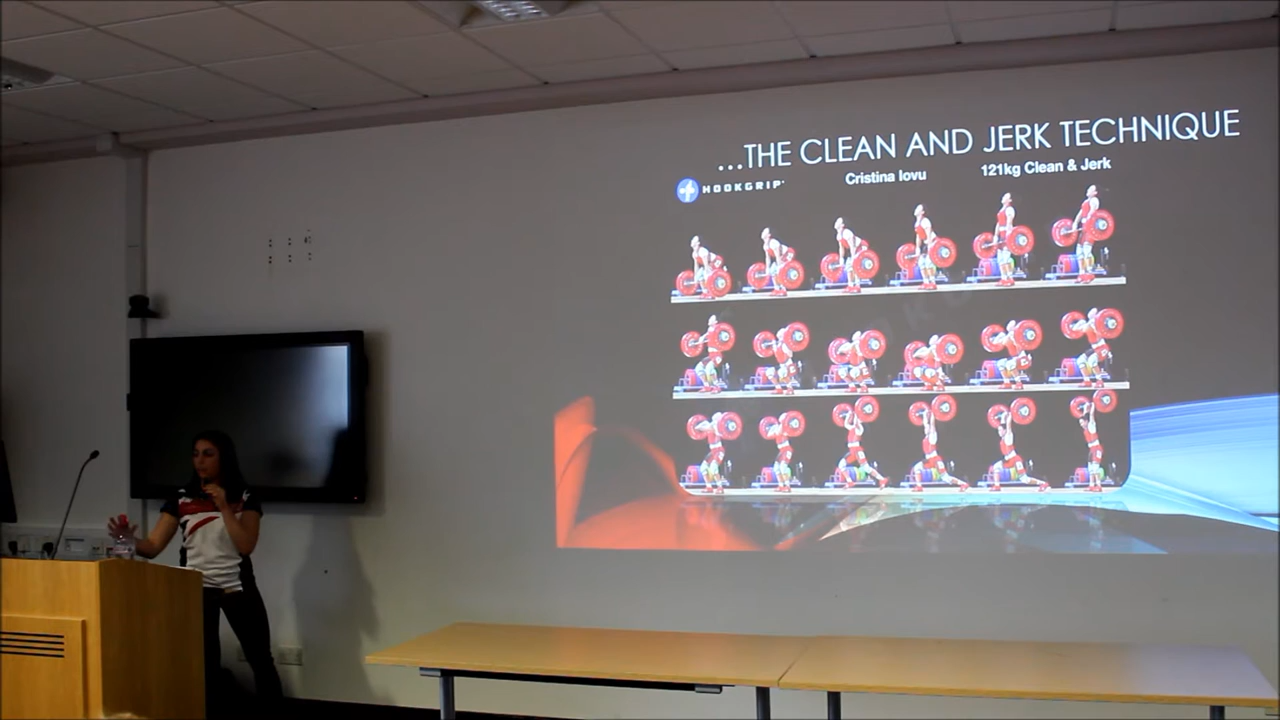 ...THE CLEAN AND JERK TECHNIQUE
HOOKGRIP
Cristina Iovu
121kg Clean & Jerk